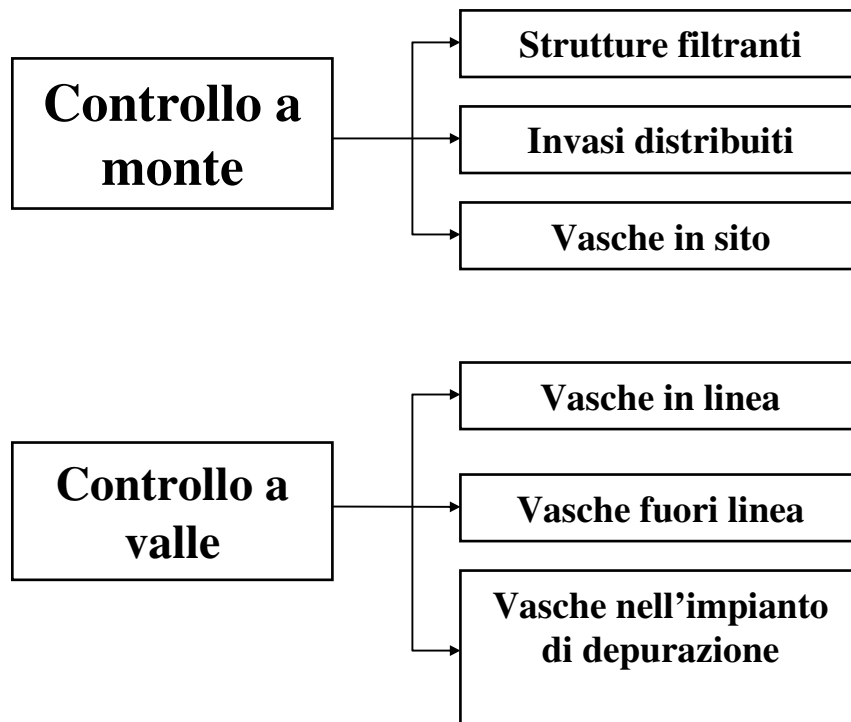 Controllo a
monte
Strutture filtranti
Invasi distribuiti
Vasche in sito
Controllo a
valle
Vasche in linea
Vasche fuori linea
Vasche nell’impianto
di depurazione